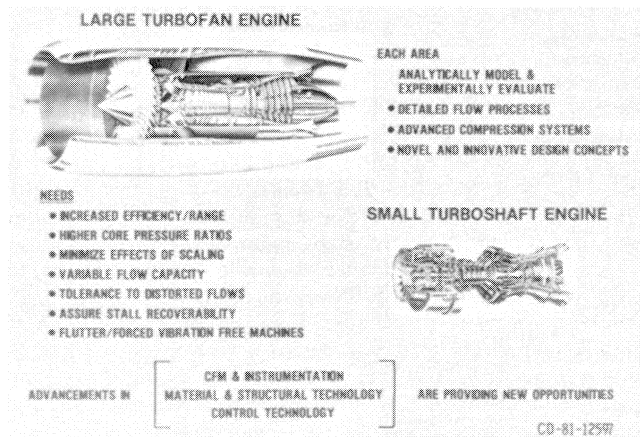 LARGE TURBOFAN ENGINE
EACH AREA
ANALYTICALLY MODEL &
EXPERIMENTALLY EVALUATE
• DETAILED FLOW PROCESSES
• ADVANCED COMPRESSION SYSTEMS
• NOVEL AND INNOVATIVE DESIGN CONCEPTS
NEEDS
• INCREASED EFFICIENCY/RANGE
• HIGHER CORE PRESSURE RATIOS
• MINIMIZE EFFECTS OF SCALING
• VARIABLE FLOW CAPACITY
• TOLERANCE TO DISTORTED FLOWS
• ASSURE STALL RECOVERABILITY
• FLUTTER/FORCED VIBRATION FREE MACHINES
SMALL TURBOSHAFT ENGINE
CFM & INSTRUMENTATION
ADVANCEMENTS IN MATERIAL & STRUCTURAL TECHNOLOGY ARE PROVIDING NEW OPPORTUNITIES
CONTROL TECHNOLOGY
CD-81-12597